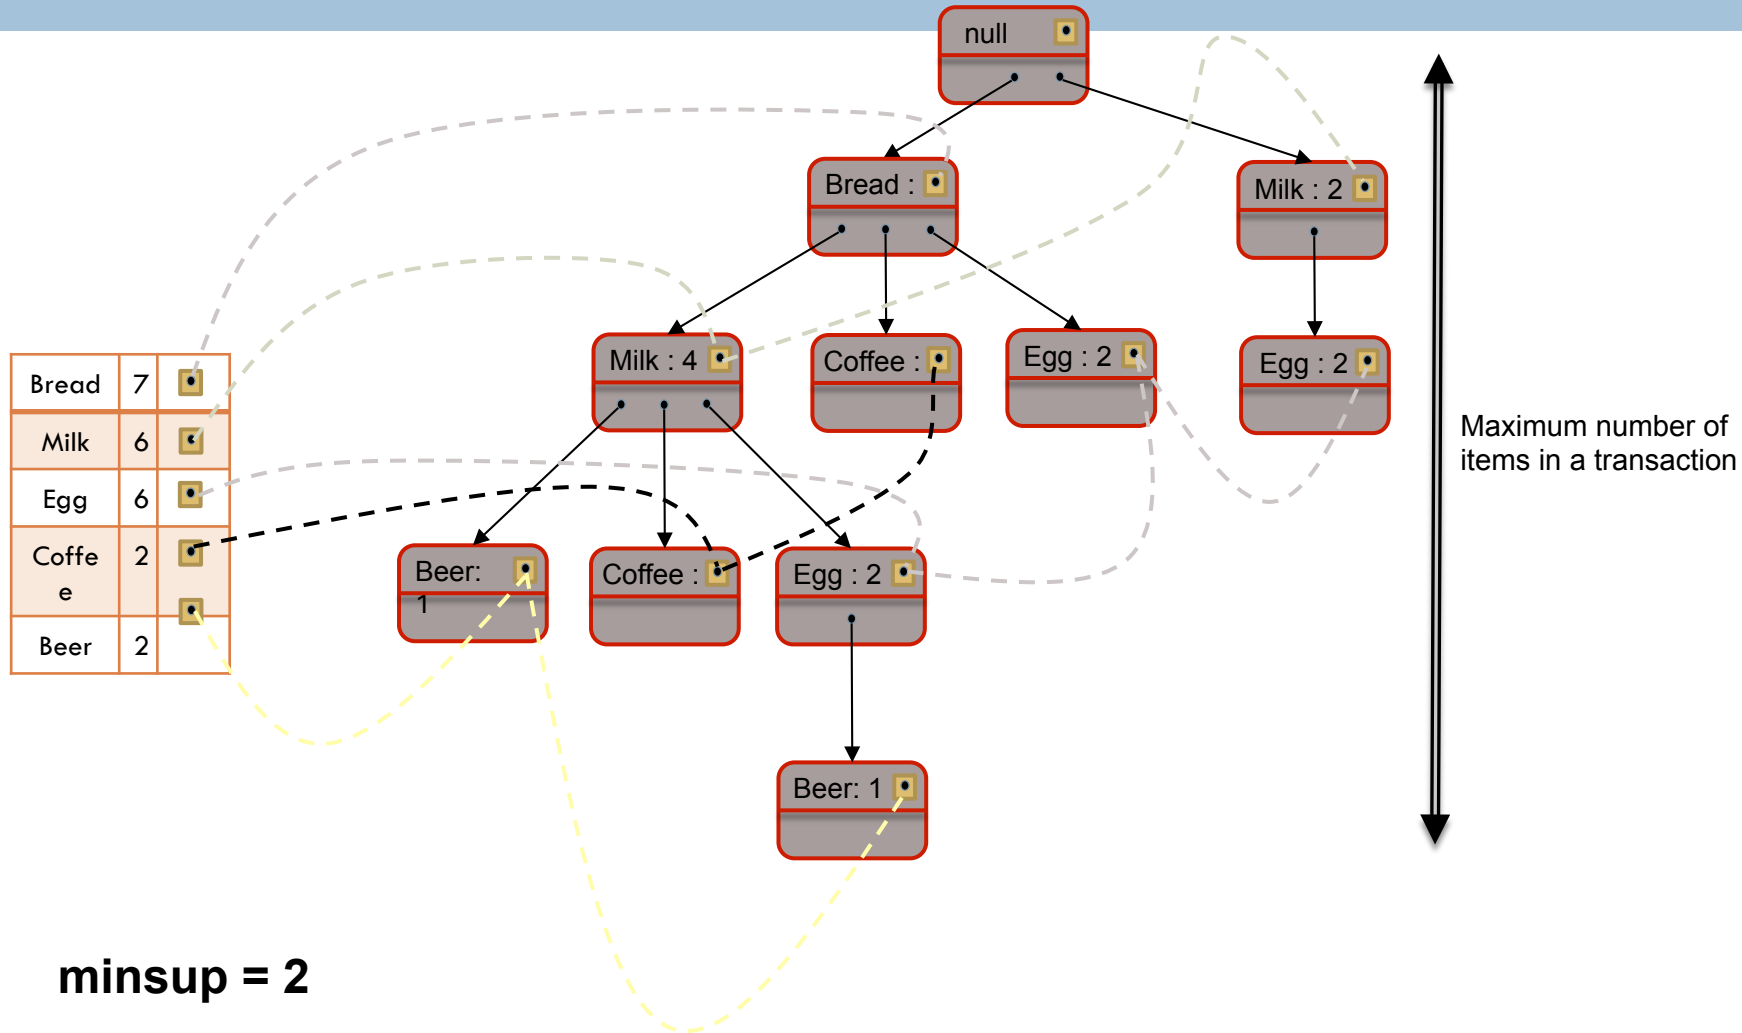 null
Bread :
Milk : 2
Milk : 4
Coffee :
Egg : 2
Egg : 2
Bread 7
Milk 6
Egg 6
Coffe
e 2
Beer 2
Maximum number of
items in a transaction
Beer:
1
Coffee :
Egg : 2
Beer: 1
minsup = 2